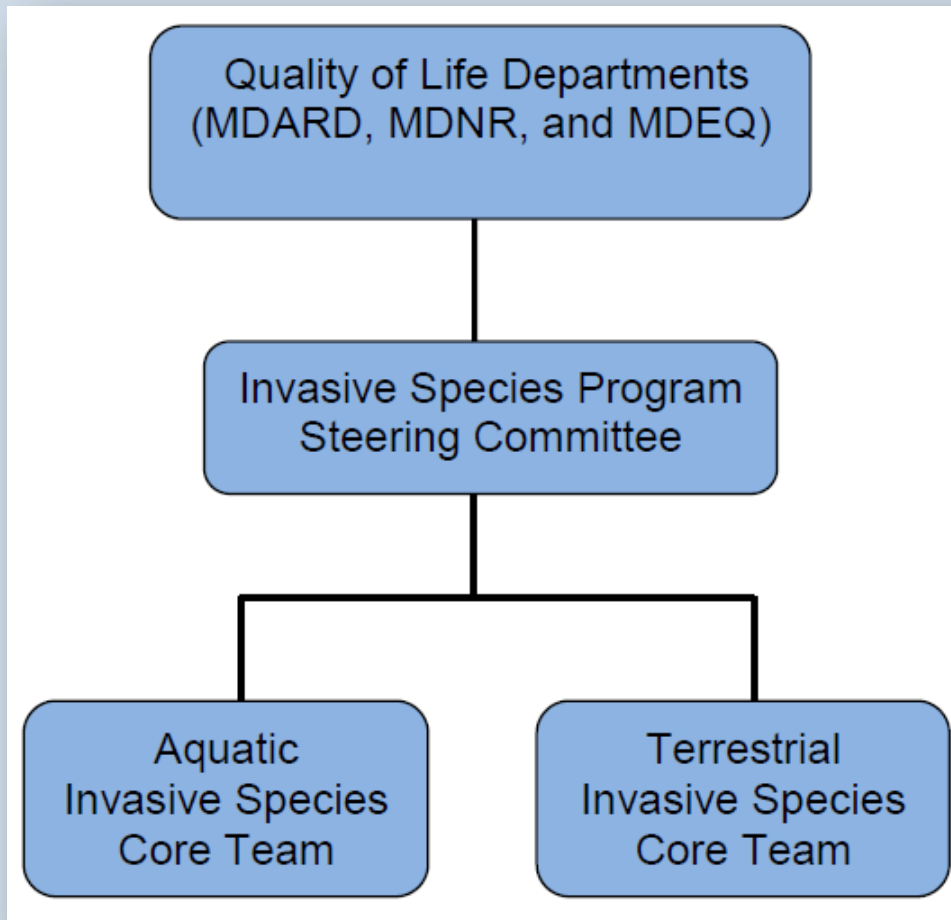 Quality of Life Departments
(MDARD, MDNR, and MDEQ)
Invasive Species Program
Steering Committee
Aquatic
Invasive Species
Core Team
Terrestrial
Invasive Species
Core Team